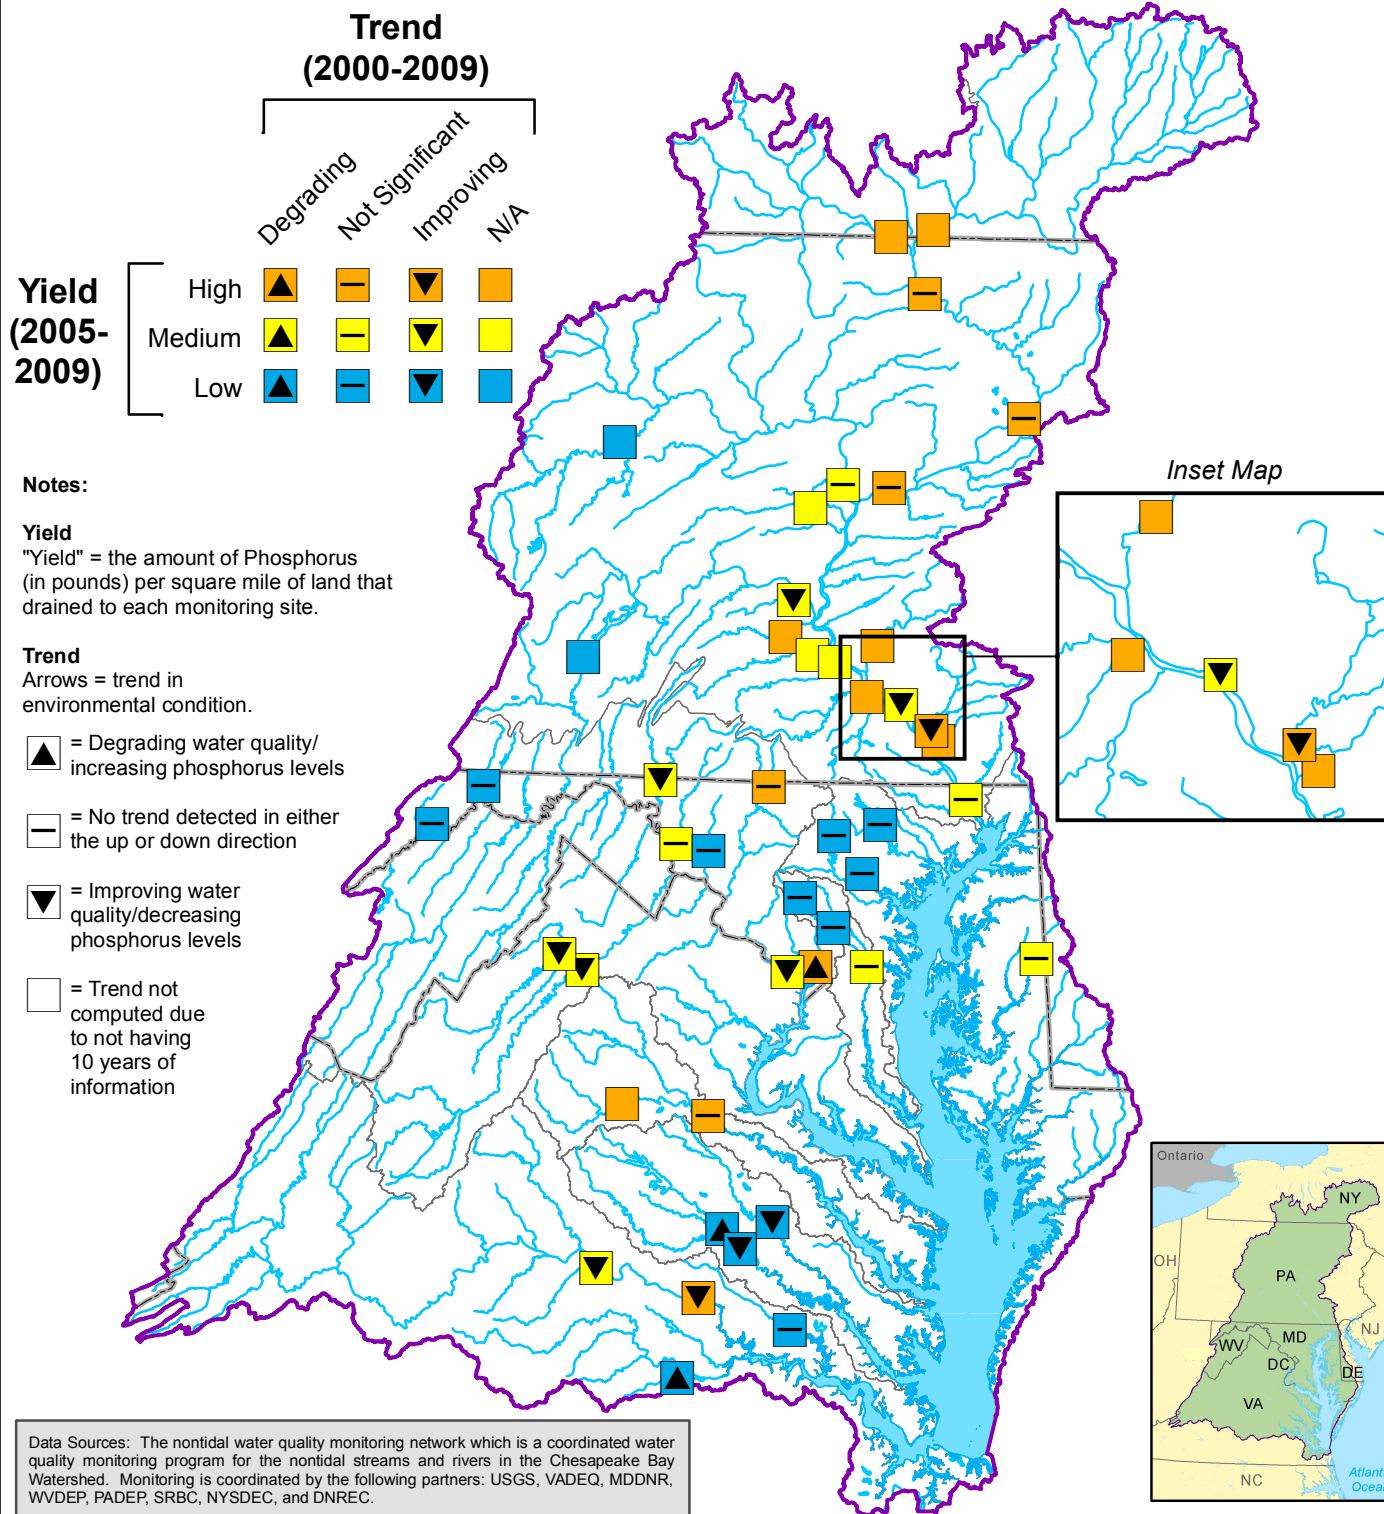 Trend
(2000-2009)
Degrading
Not Significant
Improving
N/A
Yield
(2005-
2009)
High
Medium
Low
Notes:
Yield
"Yield" = the amount of Phosphorus
(in pounds) per square mile of land that
drained to each monitoring site.
Trend
Arrows = trend in
environmental condition.
= Degrading water quality/
increasing phosphorus levels
= No trend detected in either
the up or down direction
= Improving water
quality/decreasing
phosphorus levels
= Trend not
computed due
to not having
10 years of
information
Inset Map
Ontario
NY
OH
PA
NJ
MD
WV
DC
DE
VA
NC
Atlanti
Ocea
Data Sources: The nontidal water quality monitoring network which is a coordinated water
quality monitoring program for the nontidal streams and rivers in the Chesapeake Bay
Watershed. Monitoring is coordinated by the following partners: USGS, VADEQ, MDDNR,
WVDEP, PADEP, SRBC, NYSDEC, and DNREC.